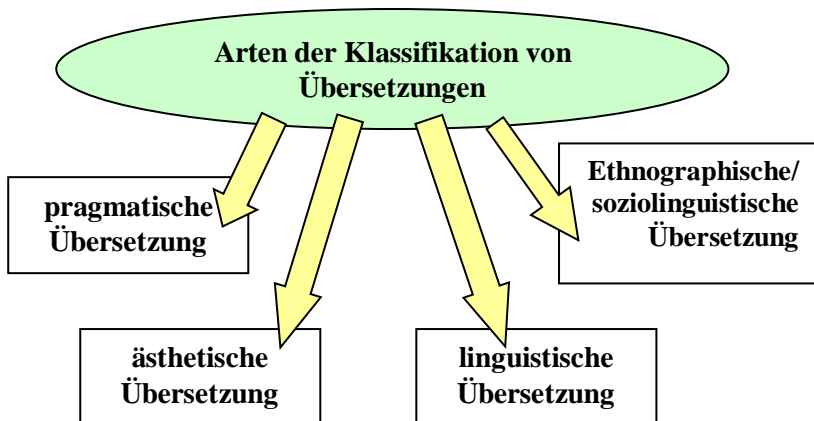 Arten der Klassifikation von
Übersetzungen
pragmatische
Übersetzung
Ethnographische/
soziolinguistische
Übersetzung
ästhetische
Übersetzung
linguistische
Übersetzung